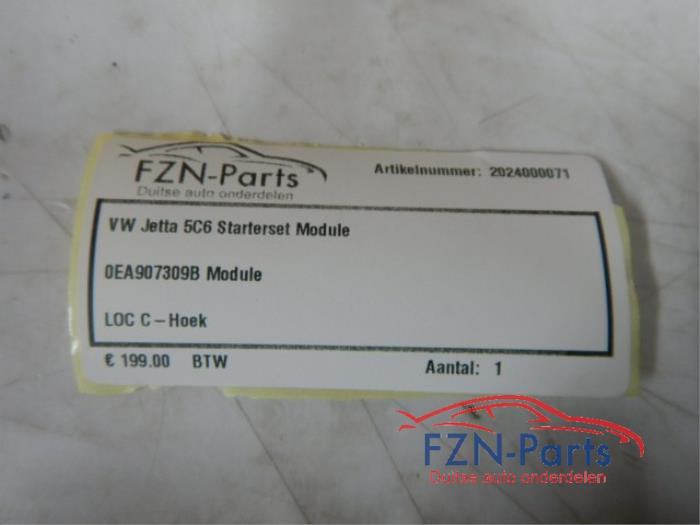 FZN-Parts
Duitse auto onderdelen
Artikelnummer: 2024000071
VW Jetta 5C6 Starterset Module
0EA907309B Module
LOC C-Hoek
€ 199.00 BTW
Aantal: 1
FZN-Parts
Duitse auto onderdelen